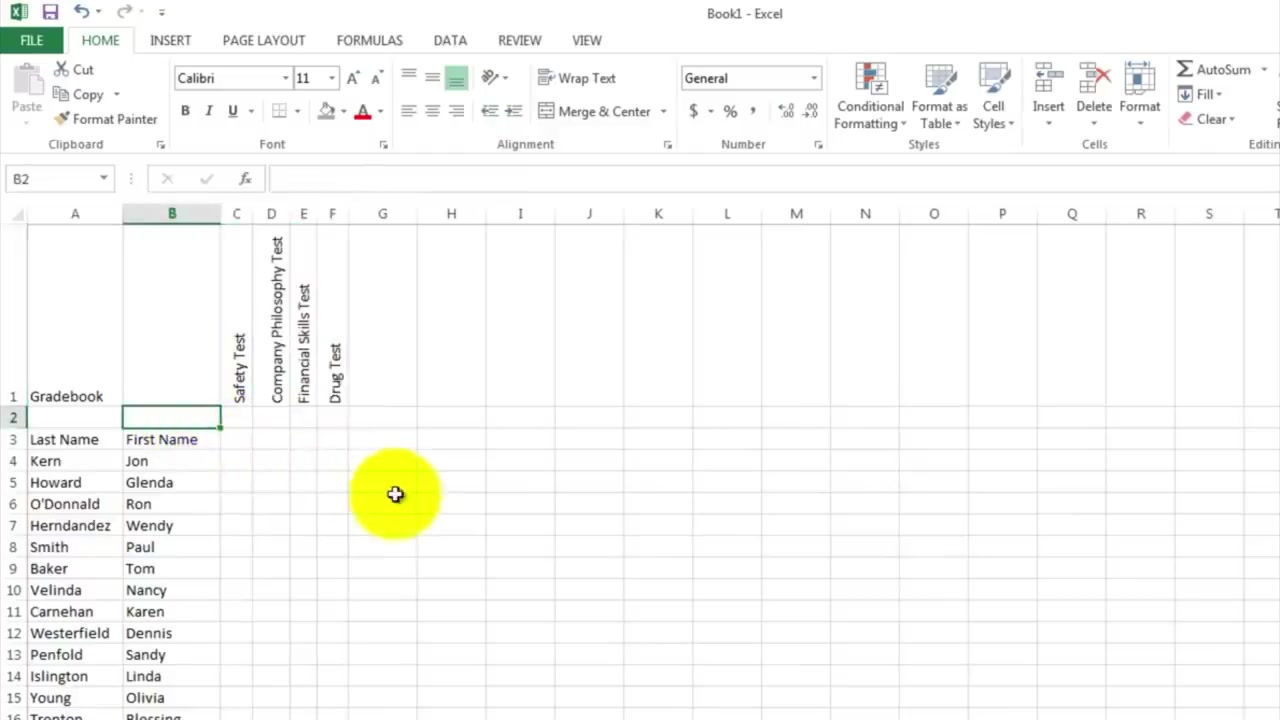 Book1 - Excel
FILE HOME INSERT PAGE LAYOUT FORMULAS DATA REVIEW VIEW
Cut
Copy
Format Painter
Paste
Calibri 11 A A
B I U A
Wrap Text
Merge & Center
General
$ % ,
Conditional Formatting
Format as Table
Cell Styles
Insert
Delete
Format
AutoSum
Fill
Clear
Clipboard Font Alignment Number Styles Cells
B2 fx
A B C D E F G H I J K L M N O P Q R S
Safety Test
Company Philosophy Test
Financial Skills Test
Drug Test
1 Gradebook
2
3 Last Name First Name
4 Kern Jon
5 Howard Glenda
6 O'Donnald Ron
7 Herndandez Wendy
8 Smith Paul
9 Baker Tom
10 Velinda Nancy
11 Carnehan Karen
12 Westerfield Dennis
13 Penfold Sandy
14 Islington Linda
15 Young Olivia
16 Trenton Blessing